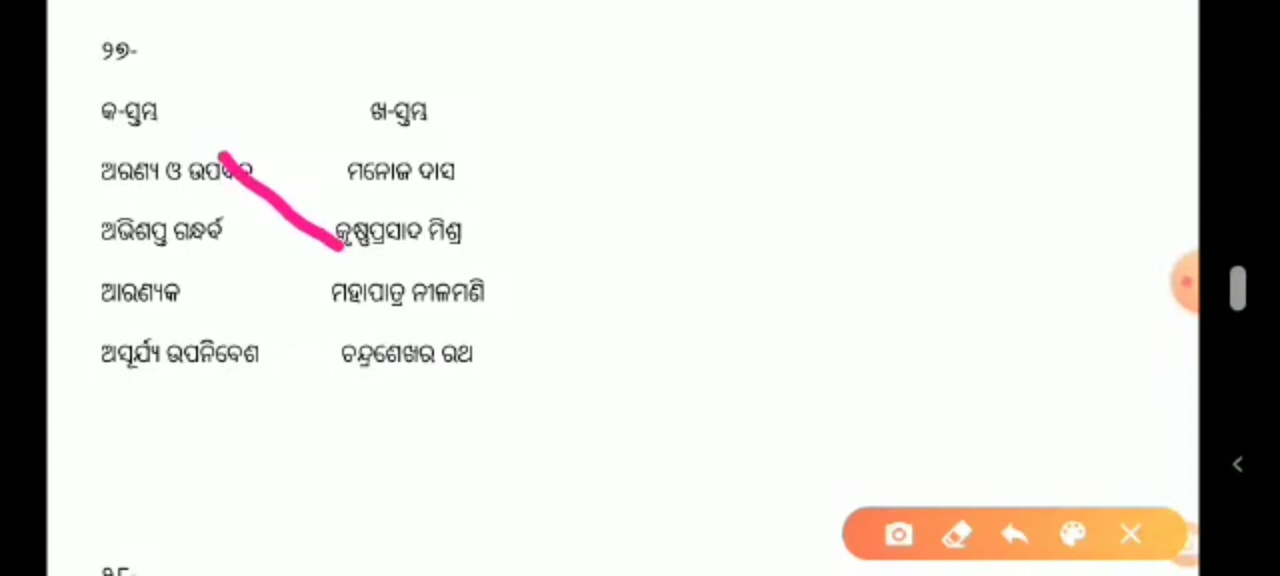 ୨୭-
କ-ସ୍ତମ୍ଭ ଖ-ସ୍ତମ୍ଭ
ଅରଣ୍ୟ ଓ ଉପବନ ମନୋଜ ଦାସ
ଅଭିଶପ୍ତ ଗନ୍ଧର୍ବ କୃଷ୍ଣପ୍ରସାଦ ମିଶ୍ର
ଆରଣ୍ୟକ ମହାପାତ୍ର ନୀଳମଣି
ଅସୂର୍ଯ୍ୟ ଉପନିବେଶ ଚନ୍ଦ୍ରଶେଖର ରଥ